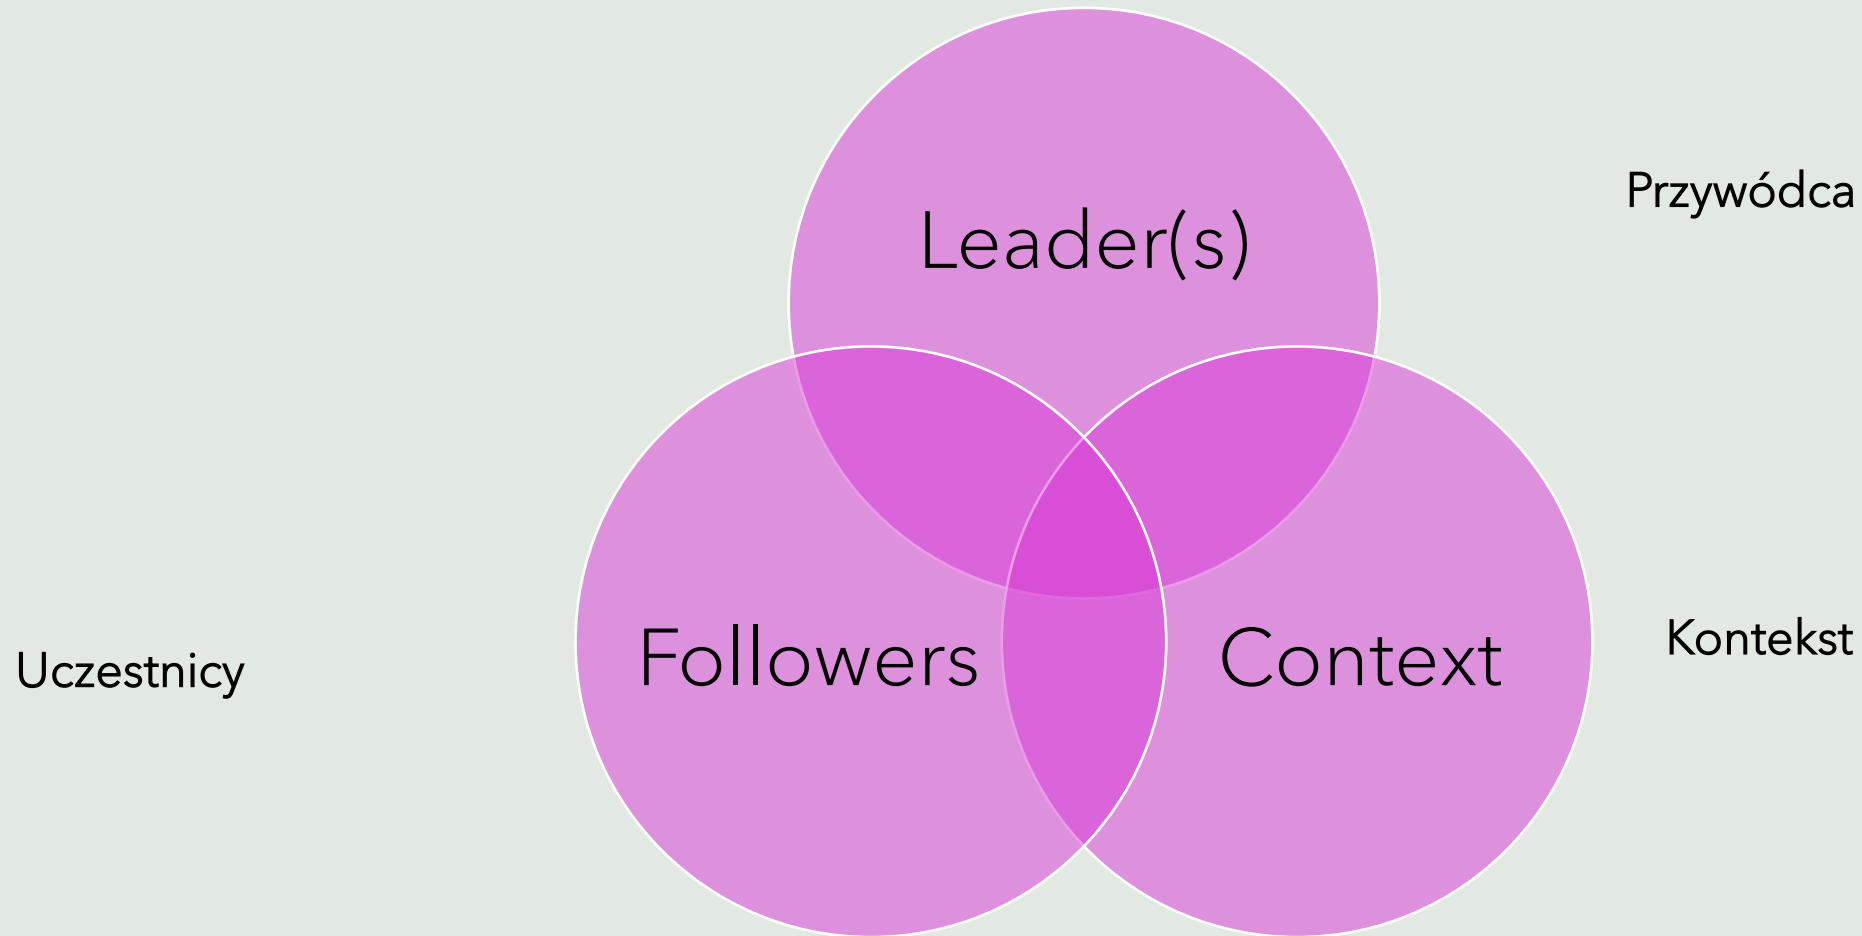 Przywódca
Leader(s)
Uczestnicy
Followers
Context
Kontekst